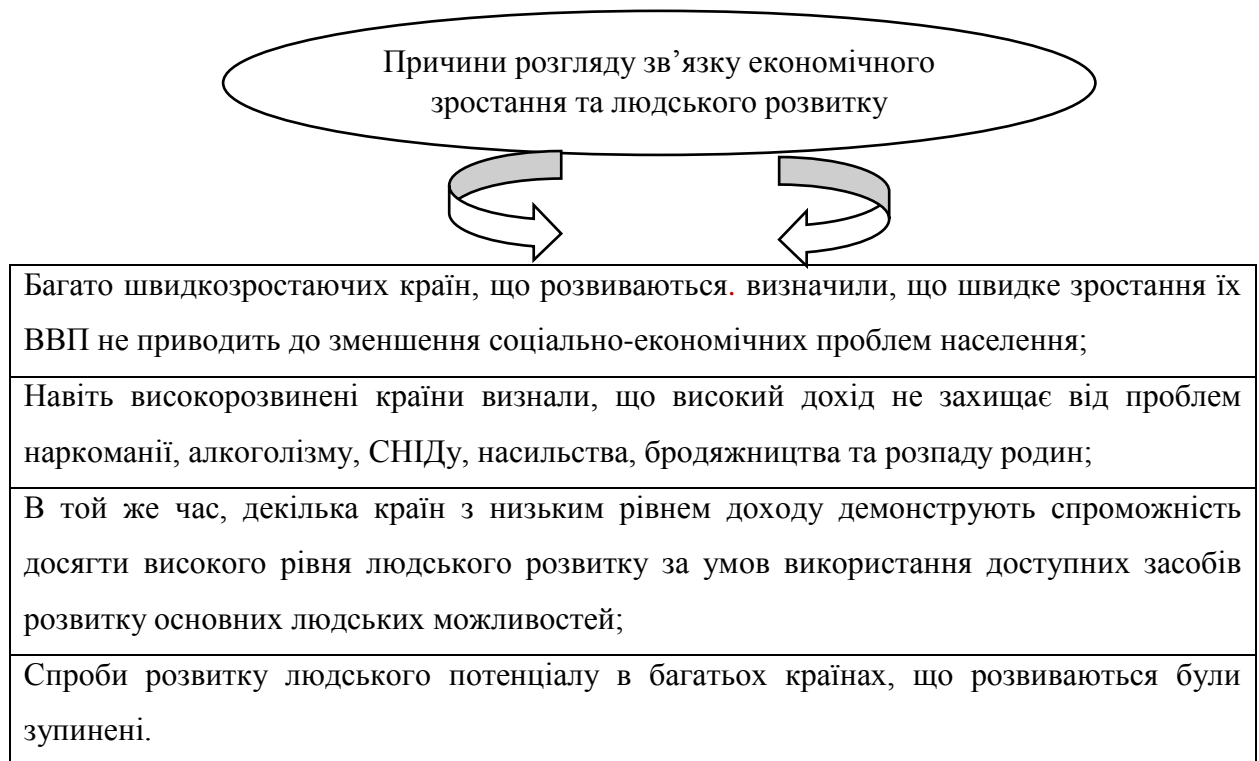 Причини розгляду зв’язку економічного
зростання та людського розвитку
Багато швидкозростаючих країн, що розвиваються. визначили, що швидке зростання їх
ВВП не приводить до зменшення соціально-економічних проблем населення;
Навіть високорозвинені країни визнали, що високий дохід не захищає від проблем
наркоманії, алкоголізму, СНІДу, насильства, бродяжництва та розпаду родин;
В той же час, декілька країн з низьким рівнем доходу демонструють спроможність
досягти високого рівня людського розвитку за умов використання доступних засобів
розвитку основних людських можливостей;
Спроби розвитку людського потенціалу в багатьох країнах, що розвиваються були
зупинені.